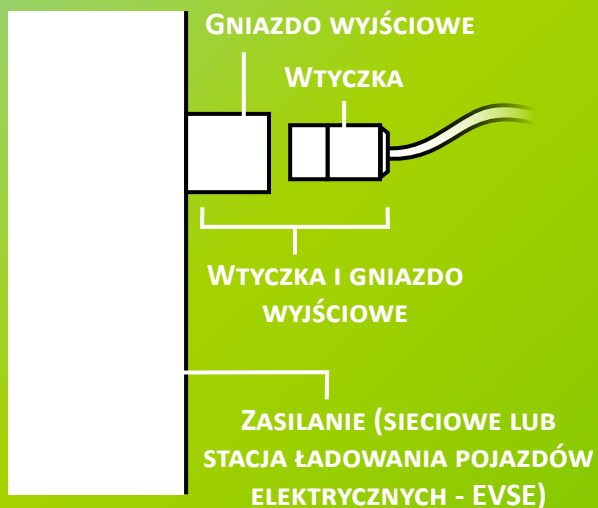 Gniazdo wyjściowe
Wtyczka
Wtyczka i gniazdo
wyjściowe
Zasilanie (sieciowe lub
stacja ładowania pojazdów
elektrycznych - EVSE)